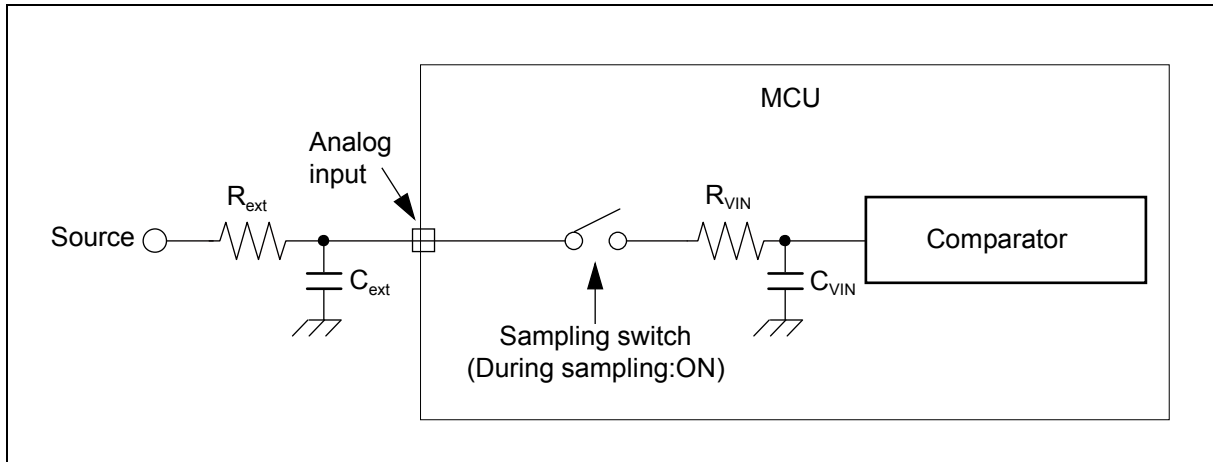 MCU
Analog
input
Rext
RVIN
Source
Comparator
Cext
CVIN
Sampling switch
(During sampling:ON)